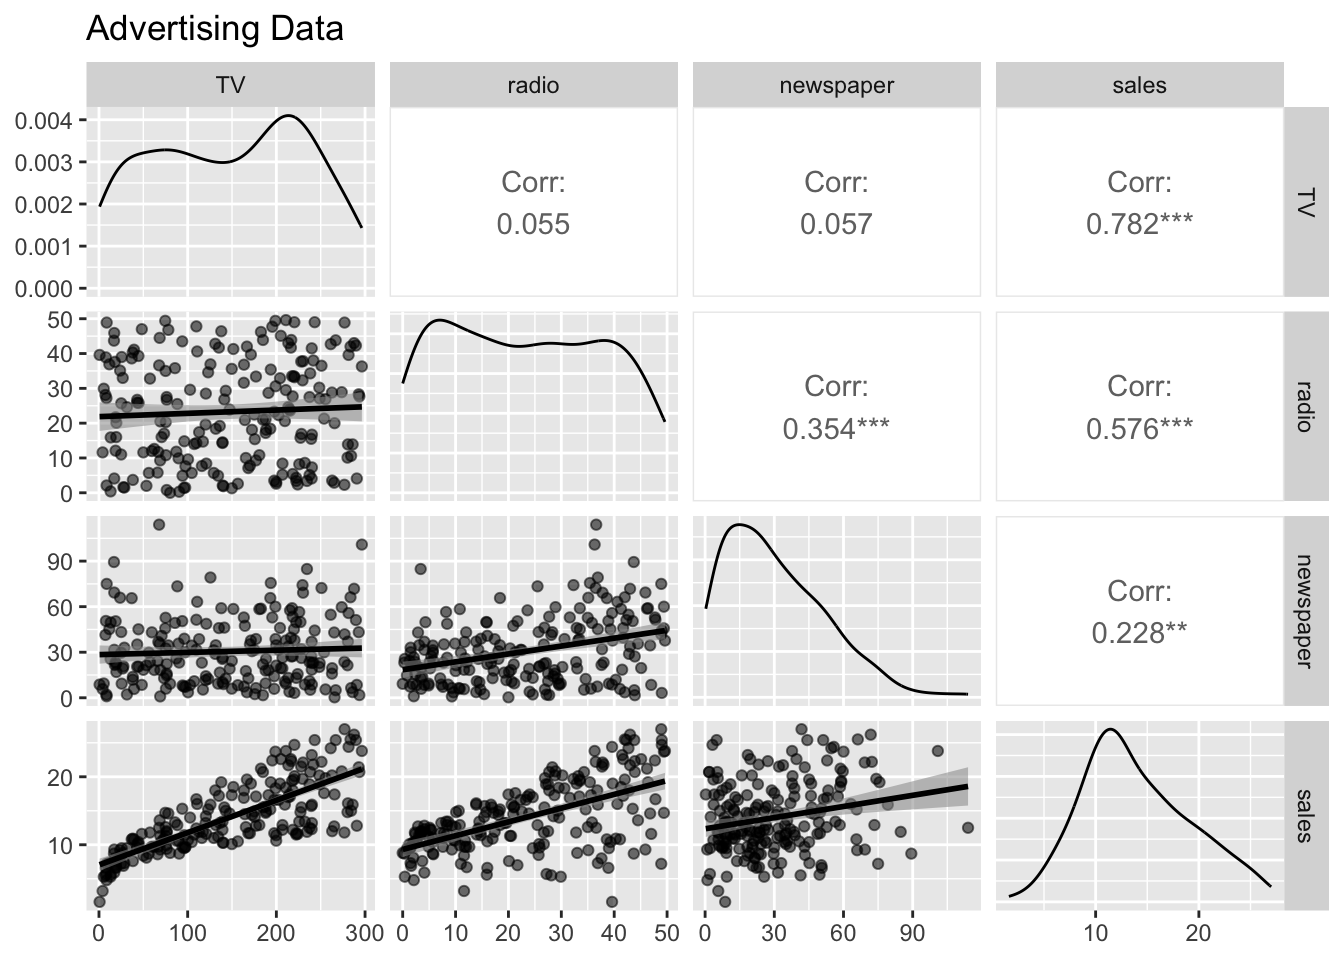 Advertising Data
TV radio newspaper sales
0.004
0.003
0.002
0.001
0.000
Corr:
0.055
Corr:
0.057
Corr:
0.782***
TV
50
40
30
20
10
0
Corr:
0.354***
Corr:
0.576***
radio
90
60
30
0
Corr:
0.228**
newspaper
20
10
sales
0 100 200 300 0 10 20 30 40 50 0 30 60 90 10 20